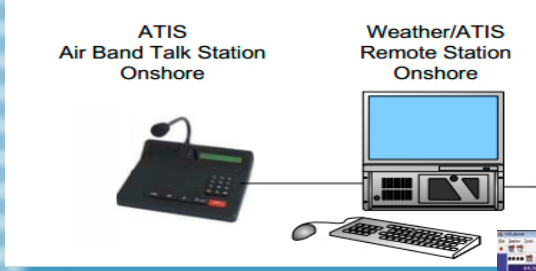 ATIS
Air Band Talk Station
Onshore
Weather/ATIS
Remote Station
Onshore